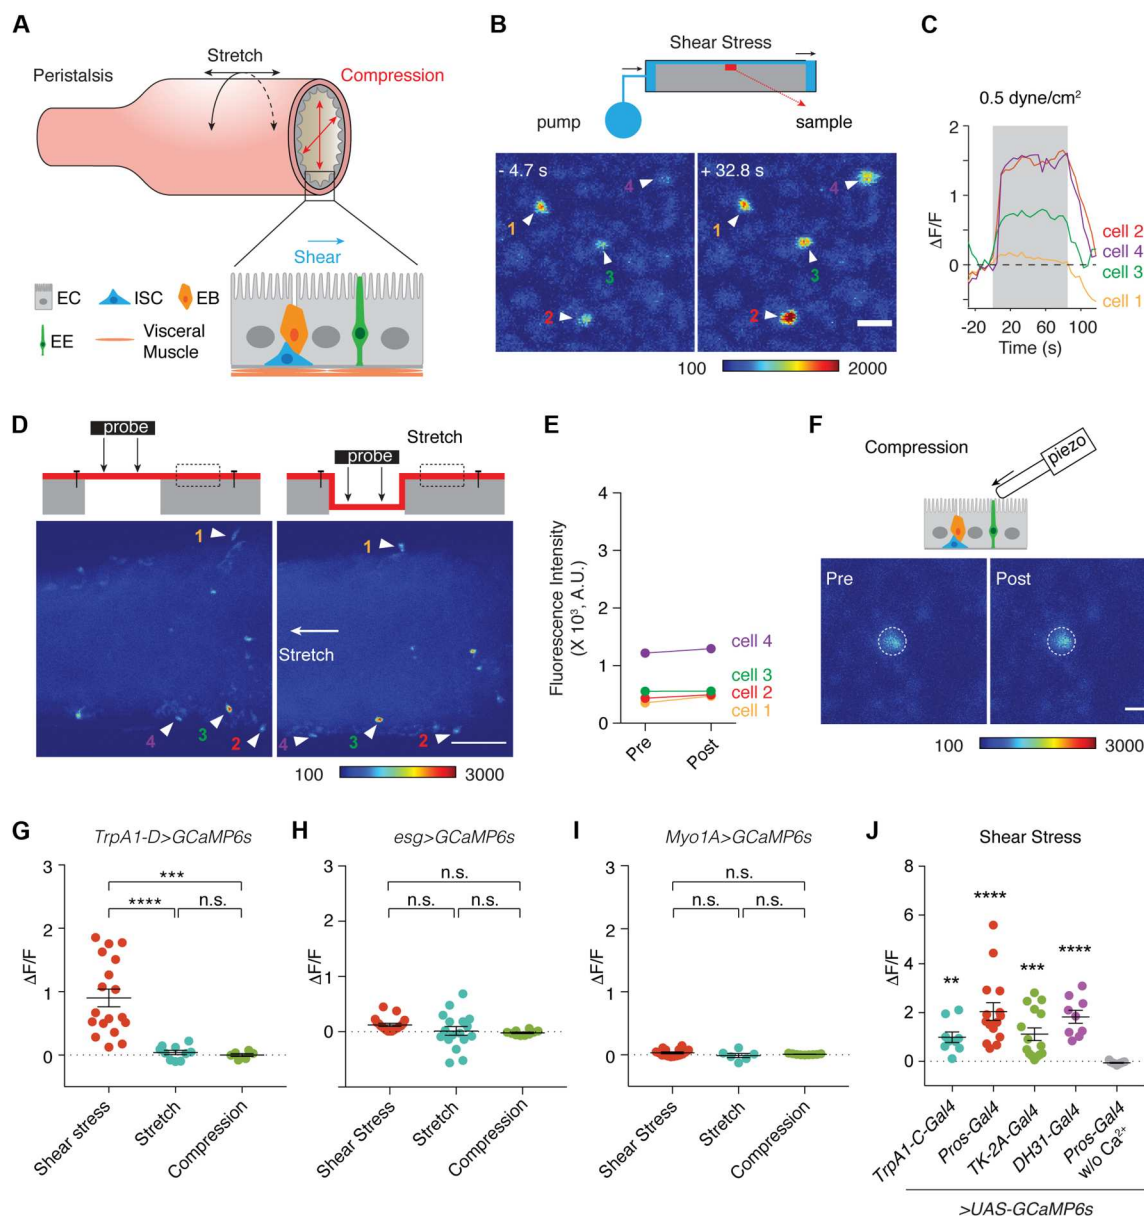 A
Stretch
Peristalsis
Compression
Shear
EC
ISC
EB
EE
Visceral
Muscle
B
Shear Stress
pump
sample
- 4.7 s
4
1
3
2
+ 32.8 s
4
1
3
2
100
2000
C
0.5 dyne/cm²
2
1
0
-1
ΔF/F
cell 2
cell 4
cell 3
cell 1
-20 20 60 100
Time (s)
D
probe
Stretch
probe
1
4
3
2
1
Stretch
4
3
2
100
3000
E
4
3
2
1
0
Fluorescence Intensity
(X 10³, A.U.)
cell 4
cell 3
cell 2
cell 1
Pre
Post
F
Compression
piezo
Pre
Post
100
3000
G
TrpA1-D>GCaMP6s
3
2
1
0
ΔF/F
***
****
n.s.
Shear stress
Stretch
Compression
H
esg>GCaMP6s
3
2
1
0
-1
ΔF/F
n.s.
n.s.
n.s.
Shear Stress
Stretch
Compression
I
Myo1A>GCaMP6s
3
2
1
0
ΔF/F
n.s.
n.s.
n.s.
Shear Stress
Stretch
Compression
J
Shear Stress
8
6
4
2
0
ΔF/F
**
****
***
****
TrpA1-C-Gal4
Pros-Gal4
TK-2A-Gal4
DH31-Gal4
Pros-Gal4
w/o Ca²⁺
>UAS-GCaMP6s